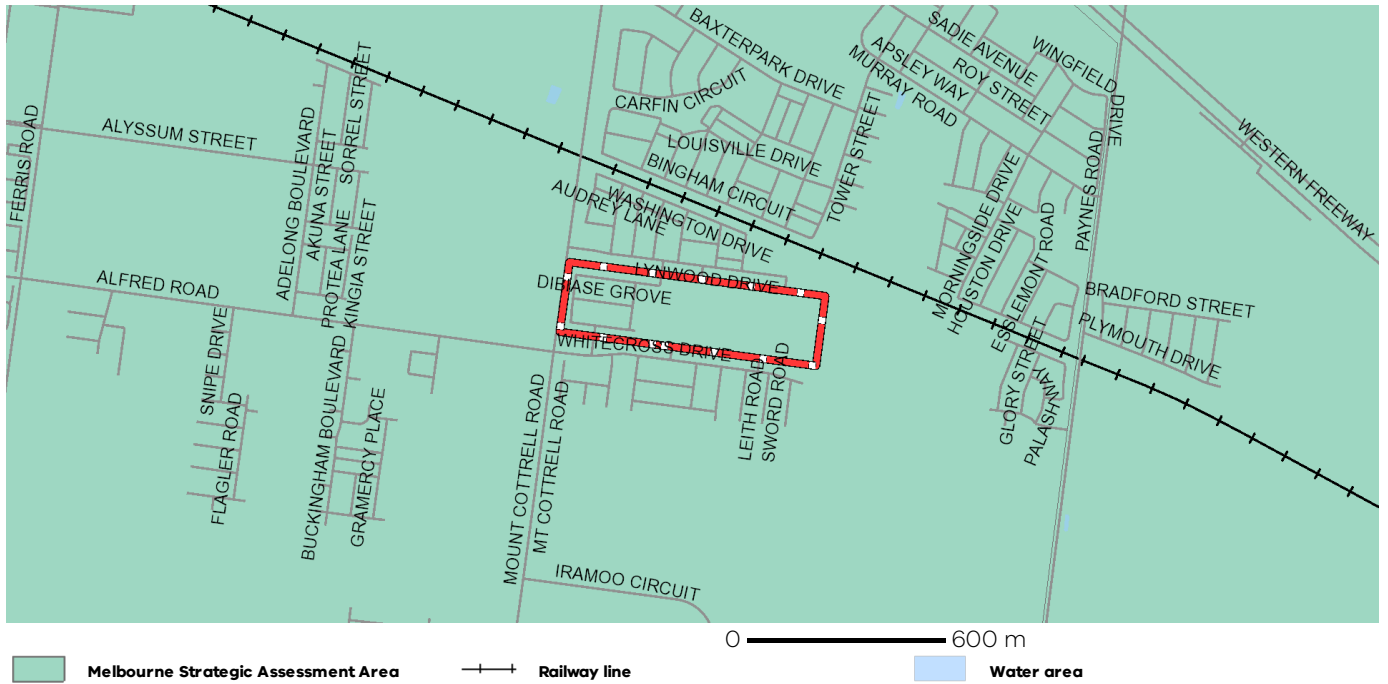 BAXTERPARK DRIVE
SADIE AVENUE
WINGFIELD DRIVE
APSLEY WAY
ROY STREET
MURRAY ROAD
CARFIN CIRCUIT
SORREL STREET
FERRIS ROAD
ALYSSUM STREET
ADELONG BOULEVARD
AKUNA STREET
LOUISVILLE DRIVE
TOWER STREET
BINGHAM CIRCUIT
PAYNES ROAD
WESTERN FREEWAY
AUDREY LANE
WASHINGTON DRIVE
MORNINGSIDE DRIVE
HOUSTON DRIVE
ESSLEMONT ROAD
PROTEA LANE
KINGIA STREET
LYNWOOD DRIVE
ALFRED ROAD
DIBIASE GROVE
BRADFORD STREET
PLYMOUTH DRIVE
SNIPE DRIVE
WHITECROSS DRIVE
GLORY STREET
PALASH WAY
LEITH ROAD
SWORD ROAD
FLAGLER ROAD
BUCKINGHAM BOULEVARD
GRAMERCY PLACE
MOUNT COTTRELL ROAD
MT COTTRELL ROAD
IRAMOO CIRCUIT
0 600 m
Melbourne Strategic Assessment Area
Railway line
Water area